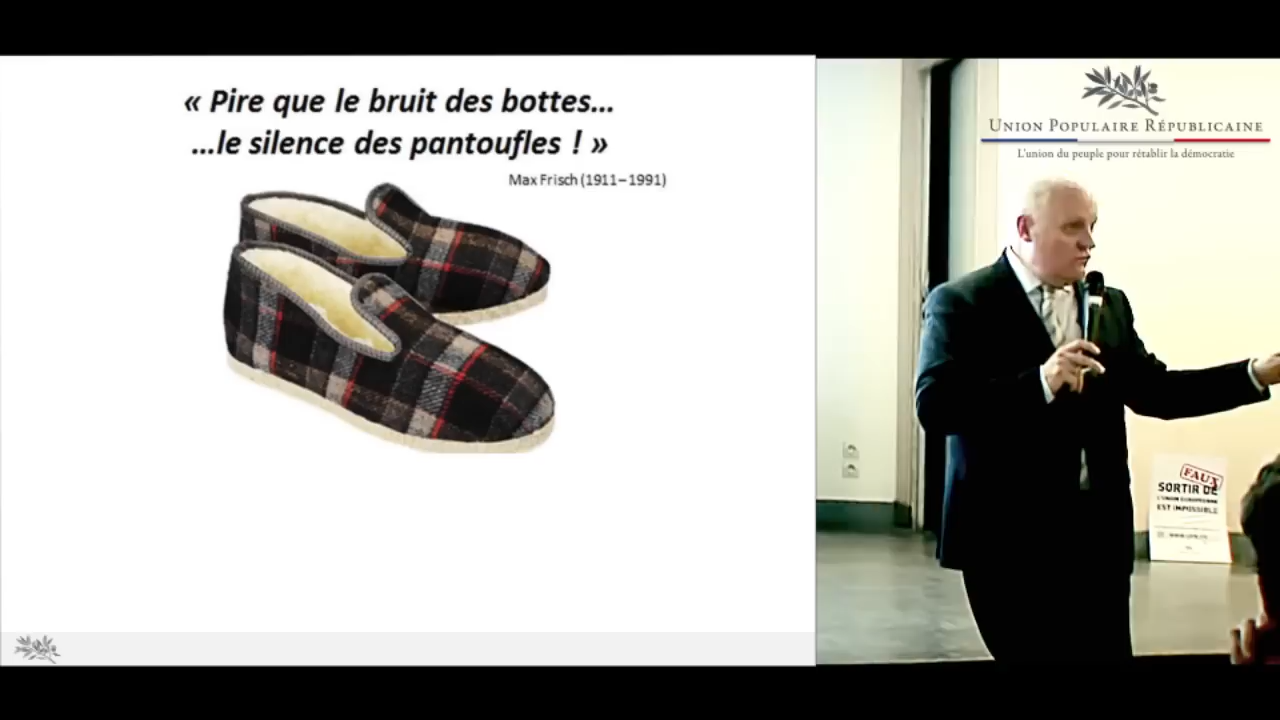 « Pire que le bruit des bottes...
...le silence des pantoufles ! »
Max Frisch (1911–1991)
UNION POPULAIRE RÉPUBLICAINE
L'union du peuple pour rétablir la démocratie
FAUX
SORTIR DE
L'UNION EUROPÉENNE
EST IMPOSSIBLE